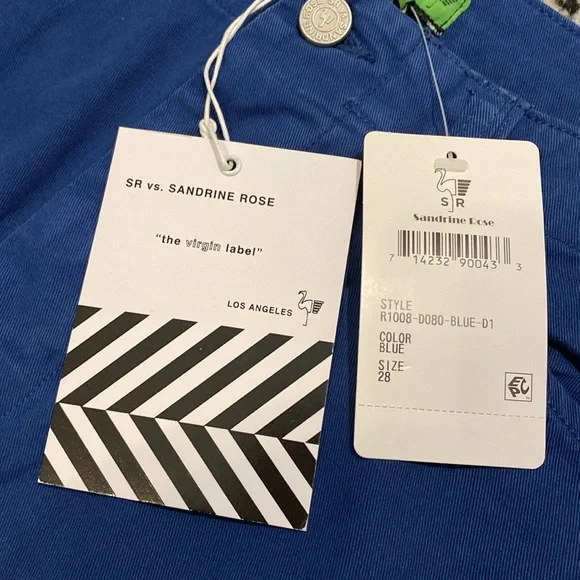 SR vs. SANDRINE ROSE
"the virgin label"
LOS ANGELES
S R
Sandrine Rose
7 14232 90043 3
STYLE
R1008-D080-BLUE-D1
COLOR
BLUE
SIZE
28
EPC